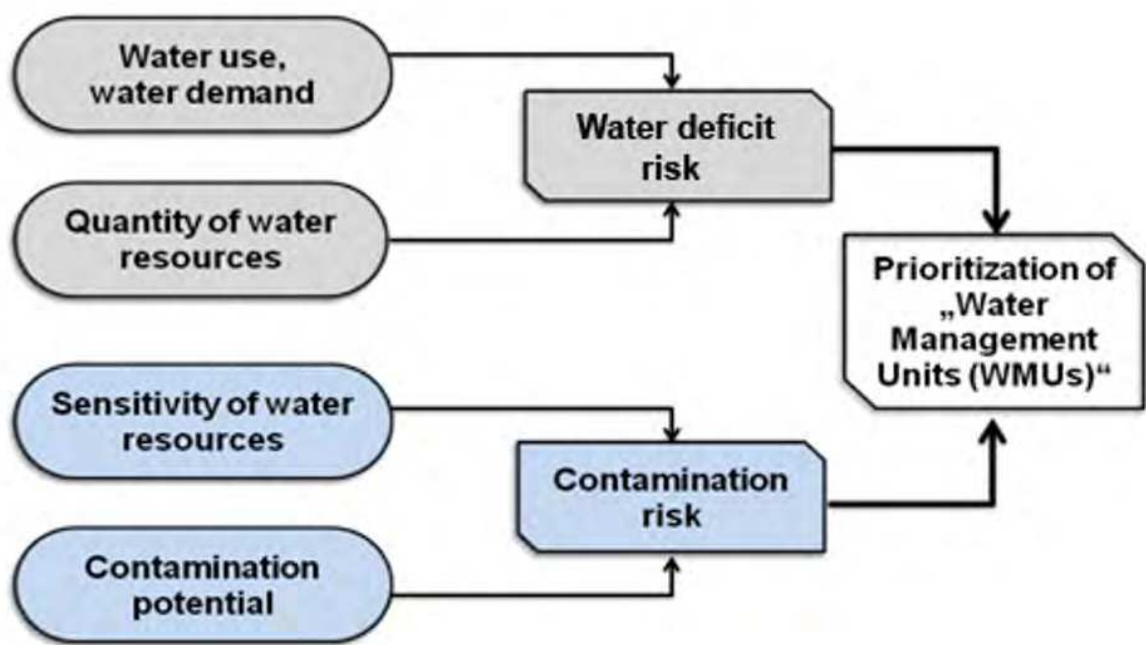 Water use,
water demand
Quantity of water
resources
Sensitivity of water
resources
Contamination
potential
Water deficit
risk
Contamination
risk
Prioritization of
„Water
Management
Units (WMUs)“